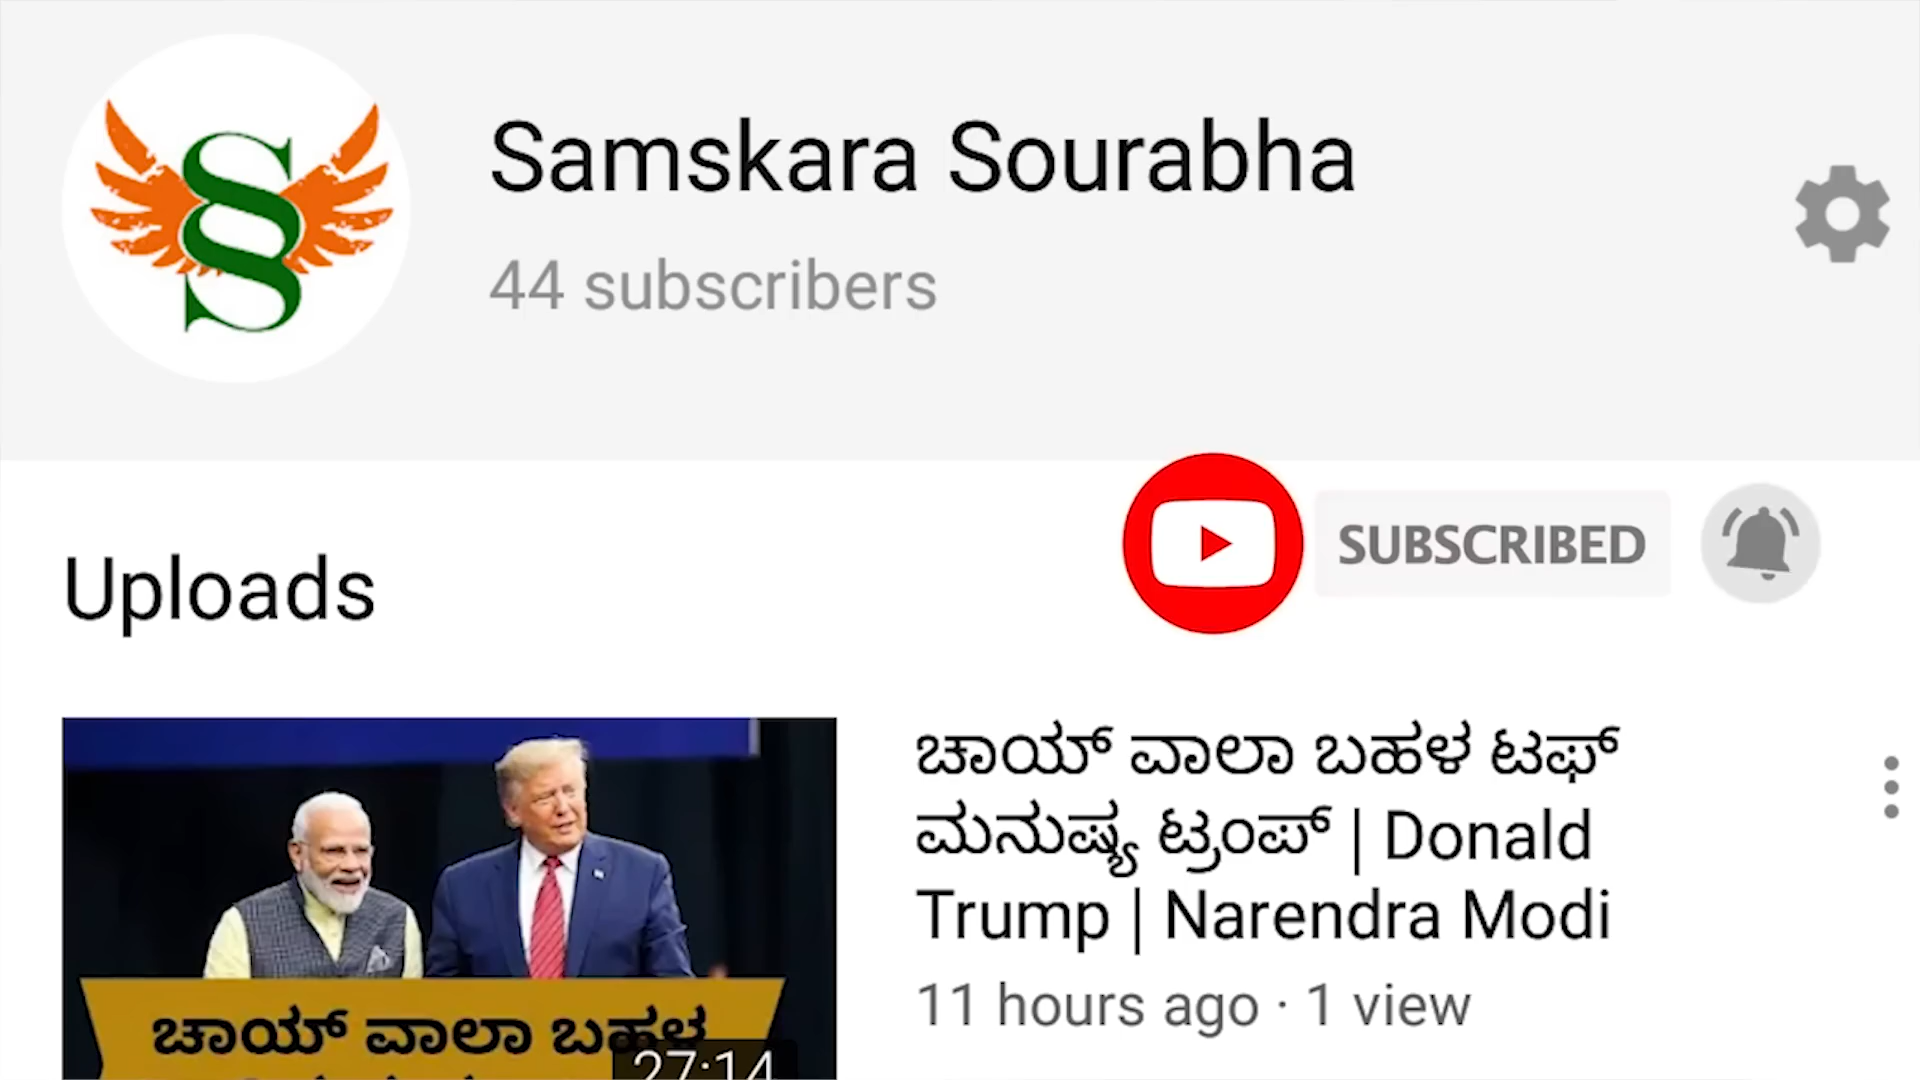 Samskara Sourabha
44 subscribers
SUBSCRIBED
Uploads
ಚಾಯ್ ವಾಲಾ ಬಹಳ ಟಫ್
ಮನುಷ್ಯ ಟ್ರಂಪ್ | Donald
Trump | Narendra Modi
11 hours ago · 1 view
ಚಾಯ್ ವಾಲಾ ಬಹಳ
27:14